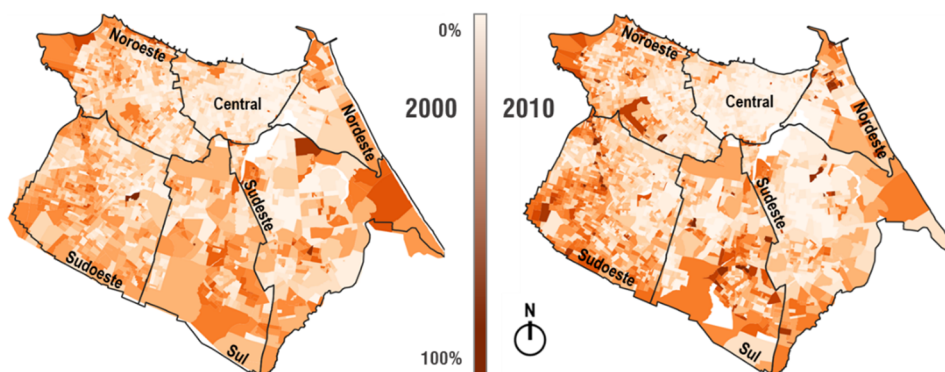 Noroeste
Central
Nordeste
Sudeste
Sudoeste
Sul
0%
2000
2010
100%
N
Noroeste
Central
Nordeste
Sudeste
Sudoeste
Sul